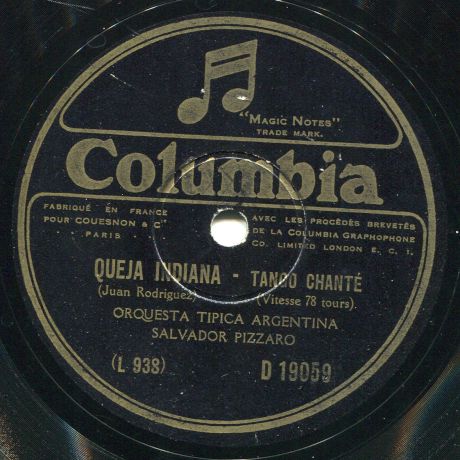 "Magic Notes"
TRADE MARK.
Columbia
FABRIQUÉ EN FRANCE
POUR COUESNON & Cie
PARIS
AVEC LES PROCÉDÉS BREVETÉS
DE LA COLUMBIA GRAPHOPHONE
CO. LIMITED LONDON E. C. 1.
QUEJA INDIANA - TANGO CHANTÉ
(Juan Rodriguez) (Vitesse 78 tours).
ORQUESTA TIPICA ARGENTINA
SALVADOR PIZZARO
(L 938) D 19059